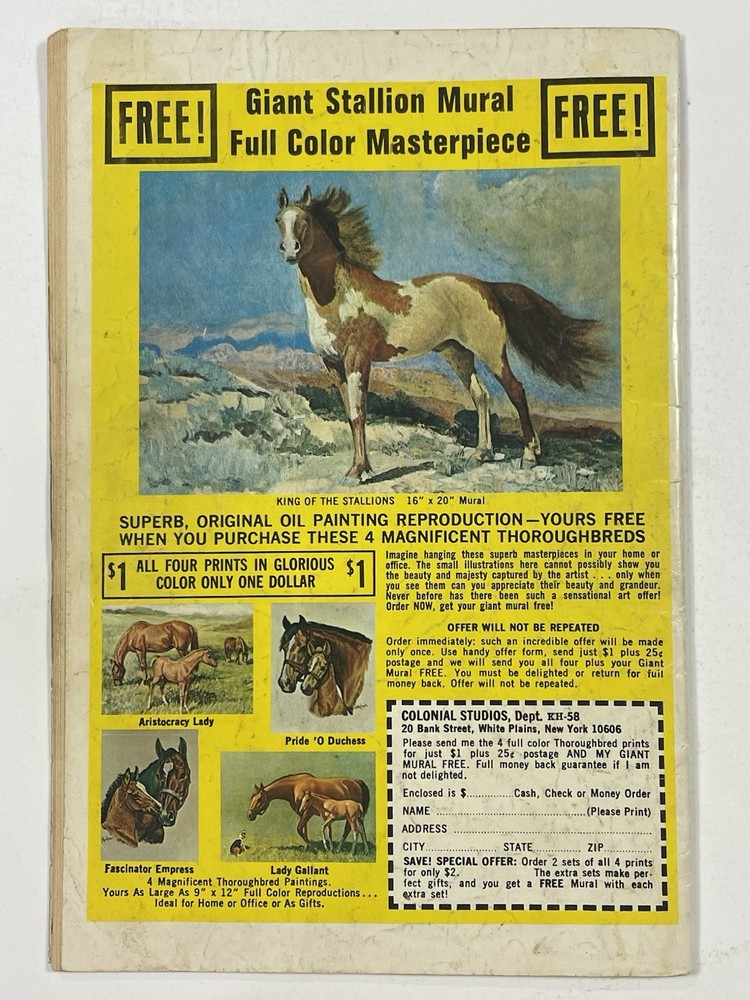 FREE!
Giant Stallion Mural
Full Color Masterpiece
FREE!
KING OF THE STALLIONS 16" x 20" Mural
SUPERB, ORIGINAL OIL PAINTING REPRODUCTION—YOURS FREE
WHEN YOU PURCHASE THESE 4 MAGNIFICENT THOROUGHBREDS
$1 ALL FOUR PRINTS IN GLORIOUS $1
COLOR ONLY ONE DOLLAR
Aristocracy Lady
Pride 'O Duchess
Fascinator Empress
Lady Gallant
4 Magnificent Thoroughbred Paintings.
Yours As Large As 9" x 12" Full Color Reproductions...
Ideal for Home or Office or As Gifts.
Imagine hanging these superb masterpieces in your home or
office. The small illustrations here cannot possibly show you
the beauty and majesty captured by the artist . . . only when
you see them can you appreciate their beauty and grandeur.
Never before has there been such a sensational art offer!
Order NOW, get your giant mural free!
OFFER WILL NOT BE REPEATED
Order immediately: such an incredible offer will be made
only once. Use handy offer form, send just $1 plus 25¢
postage and we will send you all four plus your Giant
Mural FREE. You must be delighted or return for full
money back. Offer will not be repeated.
COLONIAL STUDIOS, Dept. KH-58
20 Bank Street, White Plains, New York 10606
Please send me the 4 full color Thoroughbred prints
for just $1 plus 25¢ postage AND MY GIANT
MURAL FREE. Full money back guarantee if I am
not delighted.
Enclosed is $..............Cash, Check or Money Order
NAME ............................................(Please Print)
ADDRESS ............................................................
CITY....................... STATE.............. ZIP.................
SAVE! SPECIAL OFFER: Order 2 sets of all 4 prints
for only $2. The extra sets make per-
fect gifts, and you get a FREE Mural with each
extra set!